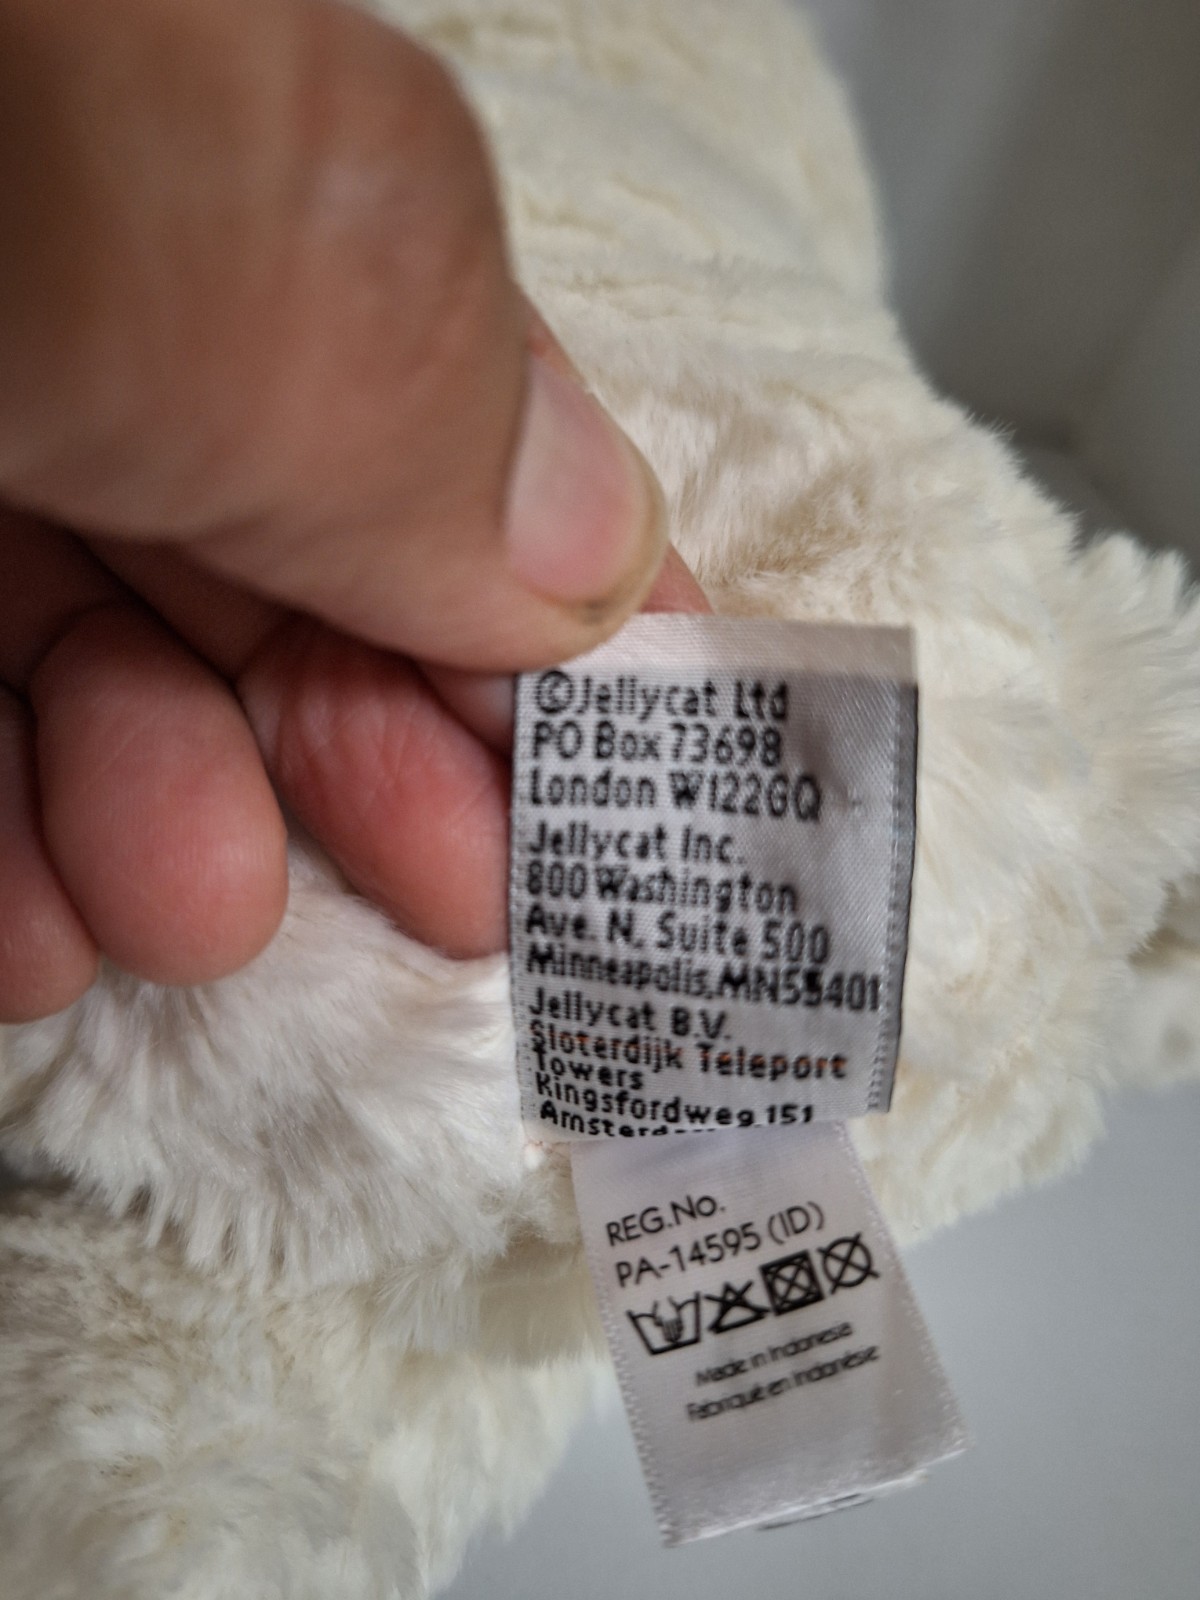 ©Jellycat Ltd
PO Box 73698
London W122GQ
Jellycat Inc.
800 Washington
Ave. N, Suite 500
Minneapolis, MN55401
Jellycat B.V.
Sloterdijk Teleport
Towers
Kingsfordweg 151
REG.No.
PA-14595 (ID)
Made in Indonesia
Fabriqué en Indonésie